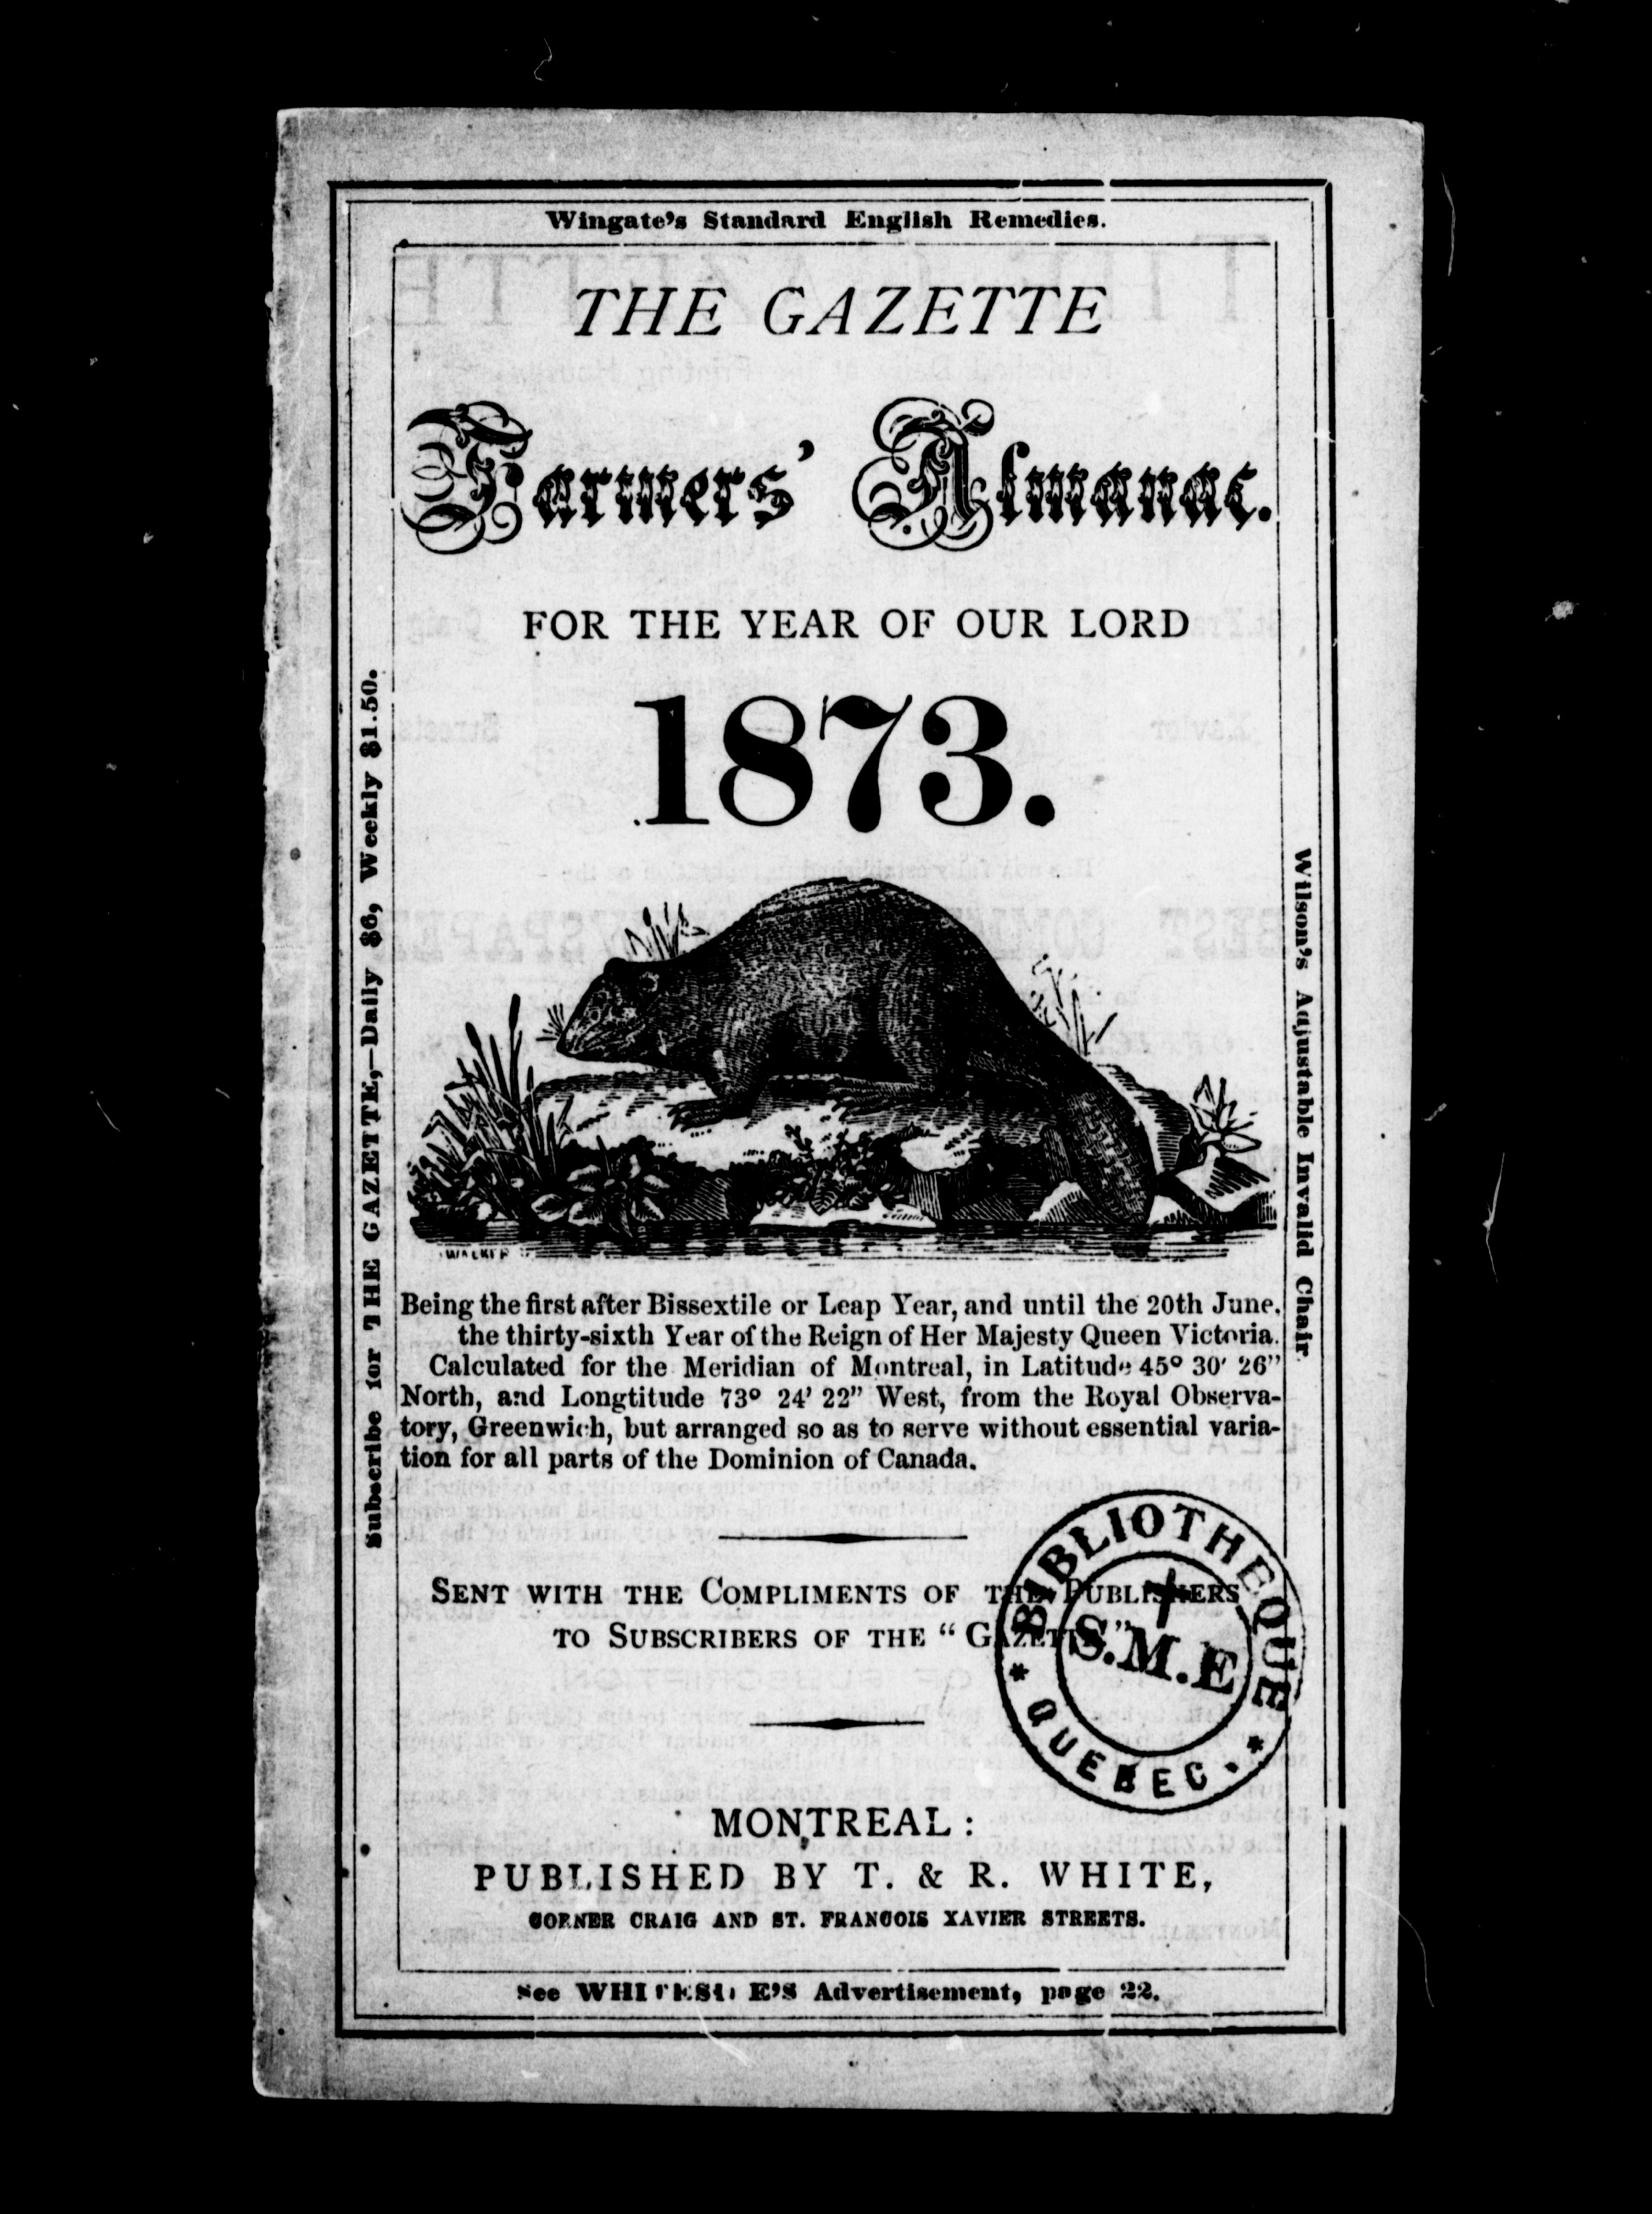 Wingate's Standard English Remedies.
THE GAZETTE
Farmers' Almanac.
FOR THE YEAR OF OUR LORD
1873.
WALKER
Being the first after Bissextile or Leap Year, and until the 20th June,
the thirty-sixth Year of the Reign of Her Majesty Queen Victoria.
Calculated for the Meridian of Montreal, in Latitude 45º 30' 26"
North, and Longtitude 73º 24' 22" West, from the Royal Observa-
tory, Greenwich, but arranged so as to serve without essential varia-
tion for all parts of the Dominion of Canada.
SENT WITH THE COMPLIMENTS OF THE PUBLISHERS
TO SUBSCRIBERS OF THE "GAZETTE"
BIBLIOTHEQUE
S.M.E
* QUEBEC. *
MONTREAL:
PUBLISHED BY T. & R. WHITE,
CORNER CRAIG AND ST. FRANCOIS XAVIER STREETS.
See WHITESIDE'S Advertisement, page 22.
Subscribe for THE GAZETTE,—Daily $6, Weekly $1.50.
Wilson's Adjustable Invalid Chair